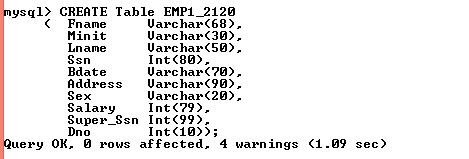 mysql> CREATE Table EMP1_2120
( Fname Varchar(68),
Minit Varchar(30),
Lname Varchar(50),
Ssn Int(80),
Bdate Varchar(70),
Address Varchar(90),
Sex Varchar(20),
Salary Int(79),
Super_Ssn Int(99),
Dno Int(10));
Query OK, 0 rows affected, 4 warnings (1.09 sec)